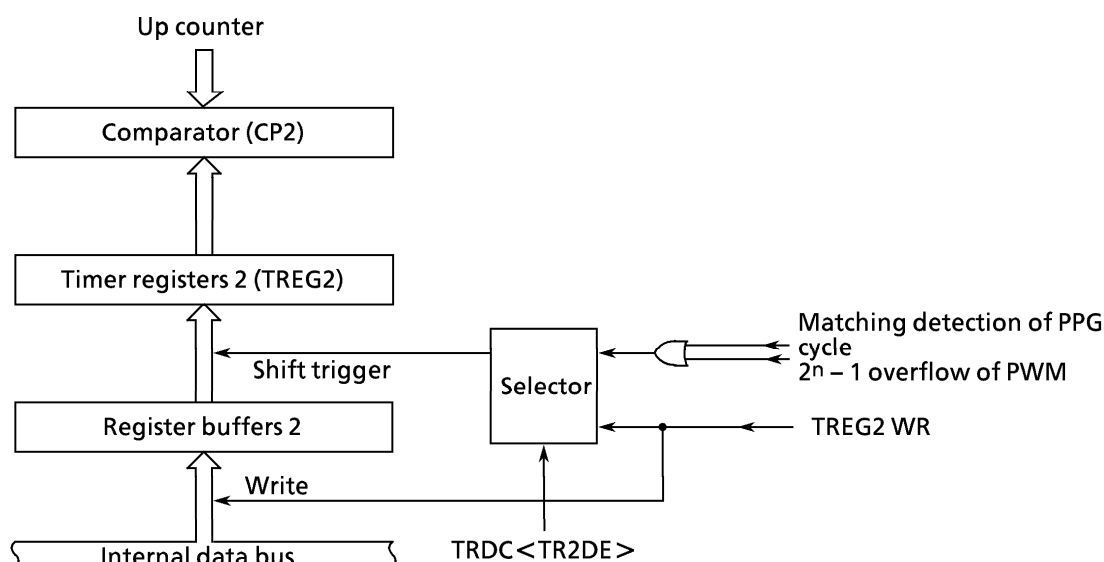 Up counter
Comparator (CP2)
Timer registers 2 (TREG2)
Matching detection of PPG
cycle
2n – 1 overflow of PWM
Shift trigger
Selector
Register buffers 2
TREG2 WR
Write
TRDC<TR2DE>
Internal data bus